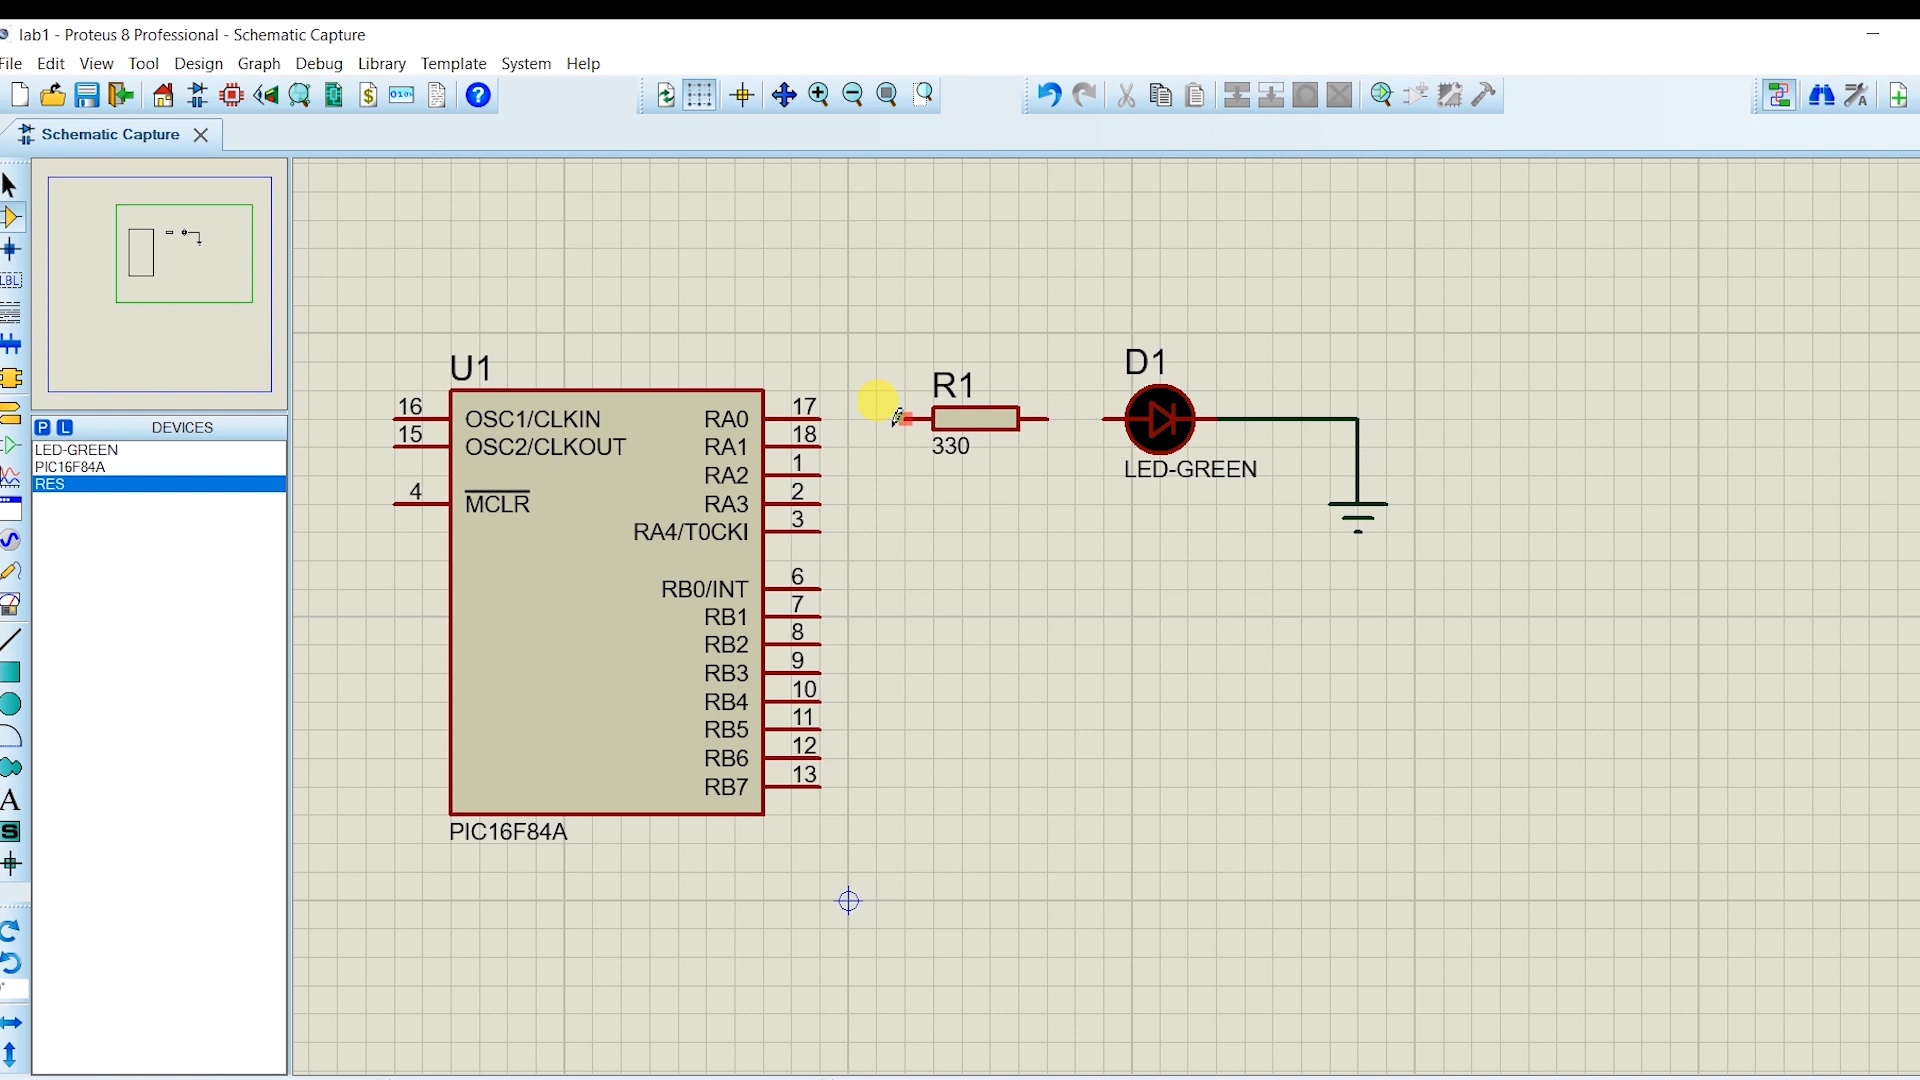 lab1 - Proteus 8 Professional - Schematic Capture
File Edit View Tool Design Graph Debug Library Template System Help
Schematic Capture
LBL
P L DEVICES
LED-GREEN
PIC16F84A
RES
A
S
U1
16 OSC1/CLKIN RA0 17
15 OSC2/CLKOUT RA1 18
RA2 1
4 MCLR RA3 2
RA4/T0CKI 3
RB0/INT 6
RB1 7
RB2 8
RB3 9
RB4 10
RB5 11
RB6 12
RB7 13
PIC16F84A
R1
330
D1
LED-GREEN